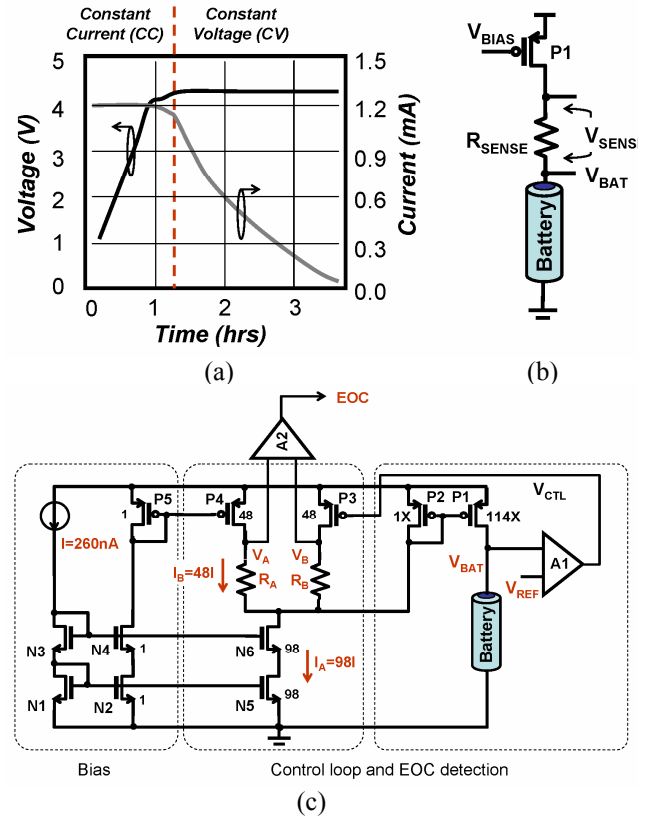 Constant
Current (CC)
Constant
Voltage (CV)
5
4
3
2
1
0
Voltage (V)
1.5
1.2
0.9
0.6
0.3
0.0
Current (mA)
0 1 2 3
Time (hrs)
(a)
VBIAS
P1
RSENSE
VSENS
VBAT
Battery
(b)
EOC
A2
P5
P4
P3
P2
P1
VCTL
1
48
48
1X
114X
I=260nA
VA
VB
VBAT
A1
IB=48I
RA
RB
VREF
Battery
N3
N4
1
N6
98
IA=98I
N1
N2
1
N5
98
Bias
Control loop and EOC detection
(c)